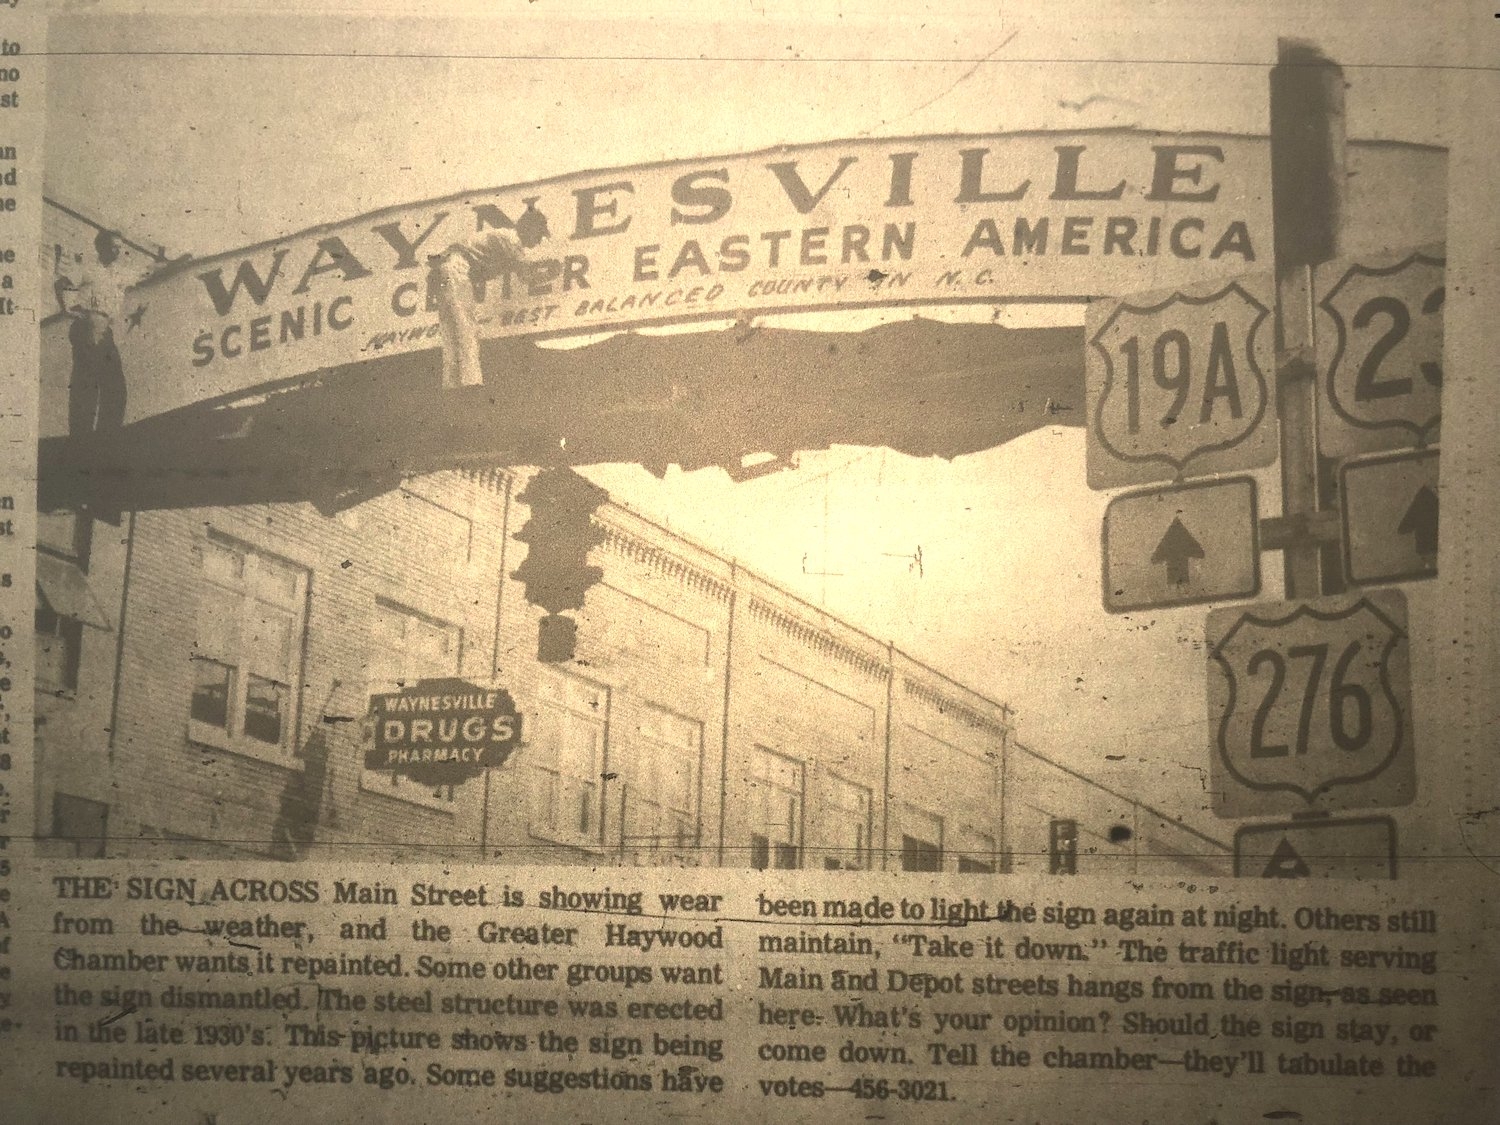 WAYNESVILLE
SCENIC CENTER EASTERN AMERICA
BEST BALANCED COUNTY IN N.C.
19A
23
276
WAYNESVILLE
DRUGS
PHARMACY
THE SIGN ACROSS Main Street is showing wear
from the weather, and the Greater Haywood
Chamber wants it repainted. Some other groups want
the sign dismantled. The steel structure was erected
in the late 1930's. This picture shows the sign being
repainted several years ago. Some suggestions have
been made to light the sign again at night. Others still
maintain, "Take it down." The traffic light serving
Main and Depot streets hangs from the sign, as seen
here. What's your opinion? Should the sign stay, or
come down. Tell the chamber—they'll tabulate the
votes—456-3021.